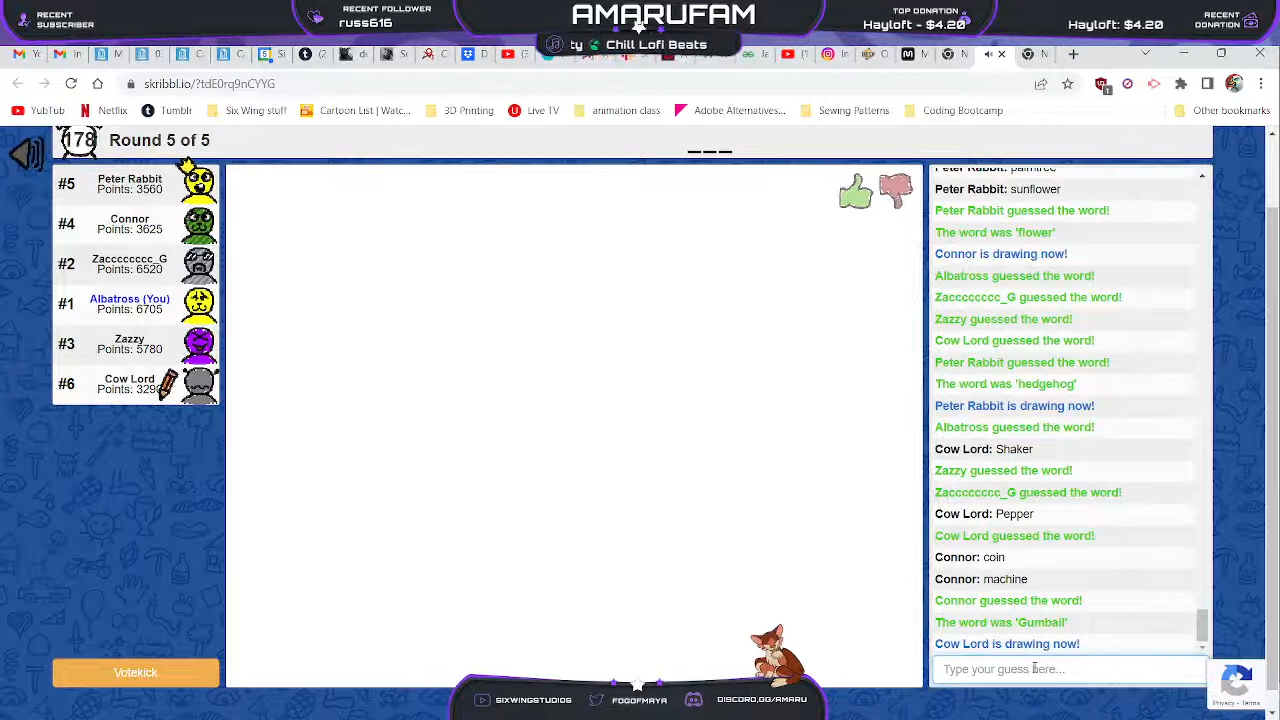 RECENT SUBSCRIBER
RECENT FOLLOWER
russ616
AMARUFAM
TOP DONATION
Hayloft - $4.20
Hayloft: $4.20
RECENT DONATION
ty Chill Lofi Beats
skribbl.io/?tdE0rq9nCYYG
YubTub
Netflix
Tumblr
Six Wing stuff
Cartoon List | Watc...
3D Printing
Live TV
animation class
Adobe Alternatives...
Sewing Patterns
Coding Bootcamp
Other bookmarks
178
Round 5 of 5
_ _ _
#5 Peter Rabbit
Points: 3560
#4 Connor
Points: 3625
#2 Zacccccccc_G
Points: 6520
#1 Albatross (You)
Points: 6705
#3 Zazzy
Points: 5780
#6 Cow Lord
Points: 3290
Votekick
Peter Rabbit: sunflower
Peter Rabbit guessed the word!
The word was 'flower'
Connor is drawing now!
Albatross guessed the word!
Zacccccccc_G guessed the word!
Zazzy guessed the word!
Cow Lord guessed the word!
Peter Rabbit guessed the word!
The word was 'hedgehog'
Peter Rabbit is drawing now!
Albatross guessed the word!
Cow Lord: Shaker
Zazzy guessed the word!
Zacccccccc_G guessed the word!
Cow Lord: Pepper
Cow Lord guessed the word!
Connor: coin
Connor: machine
Connor guessed the word!
The word was 'Gumball'
Cow Lord is drawing now!
Type your guess here...
Privacy - Terms
SIXWINGSTUDIOS
FOGOFMAYA
DISCORD.GG/AMARU